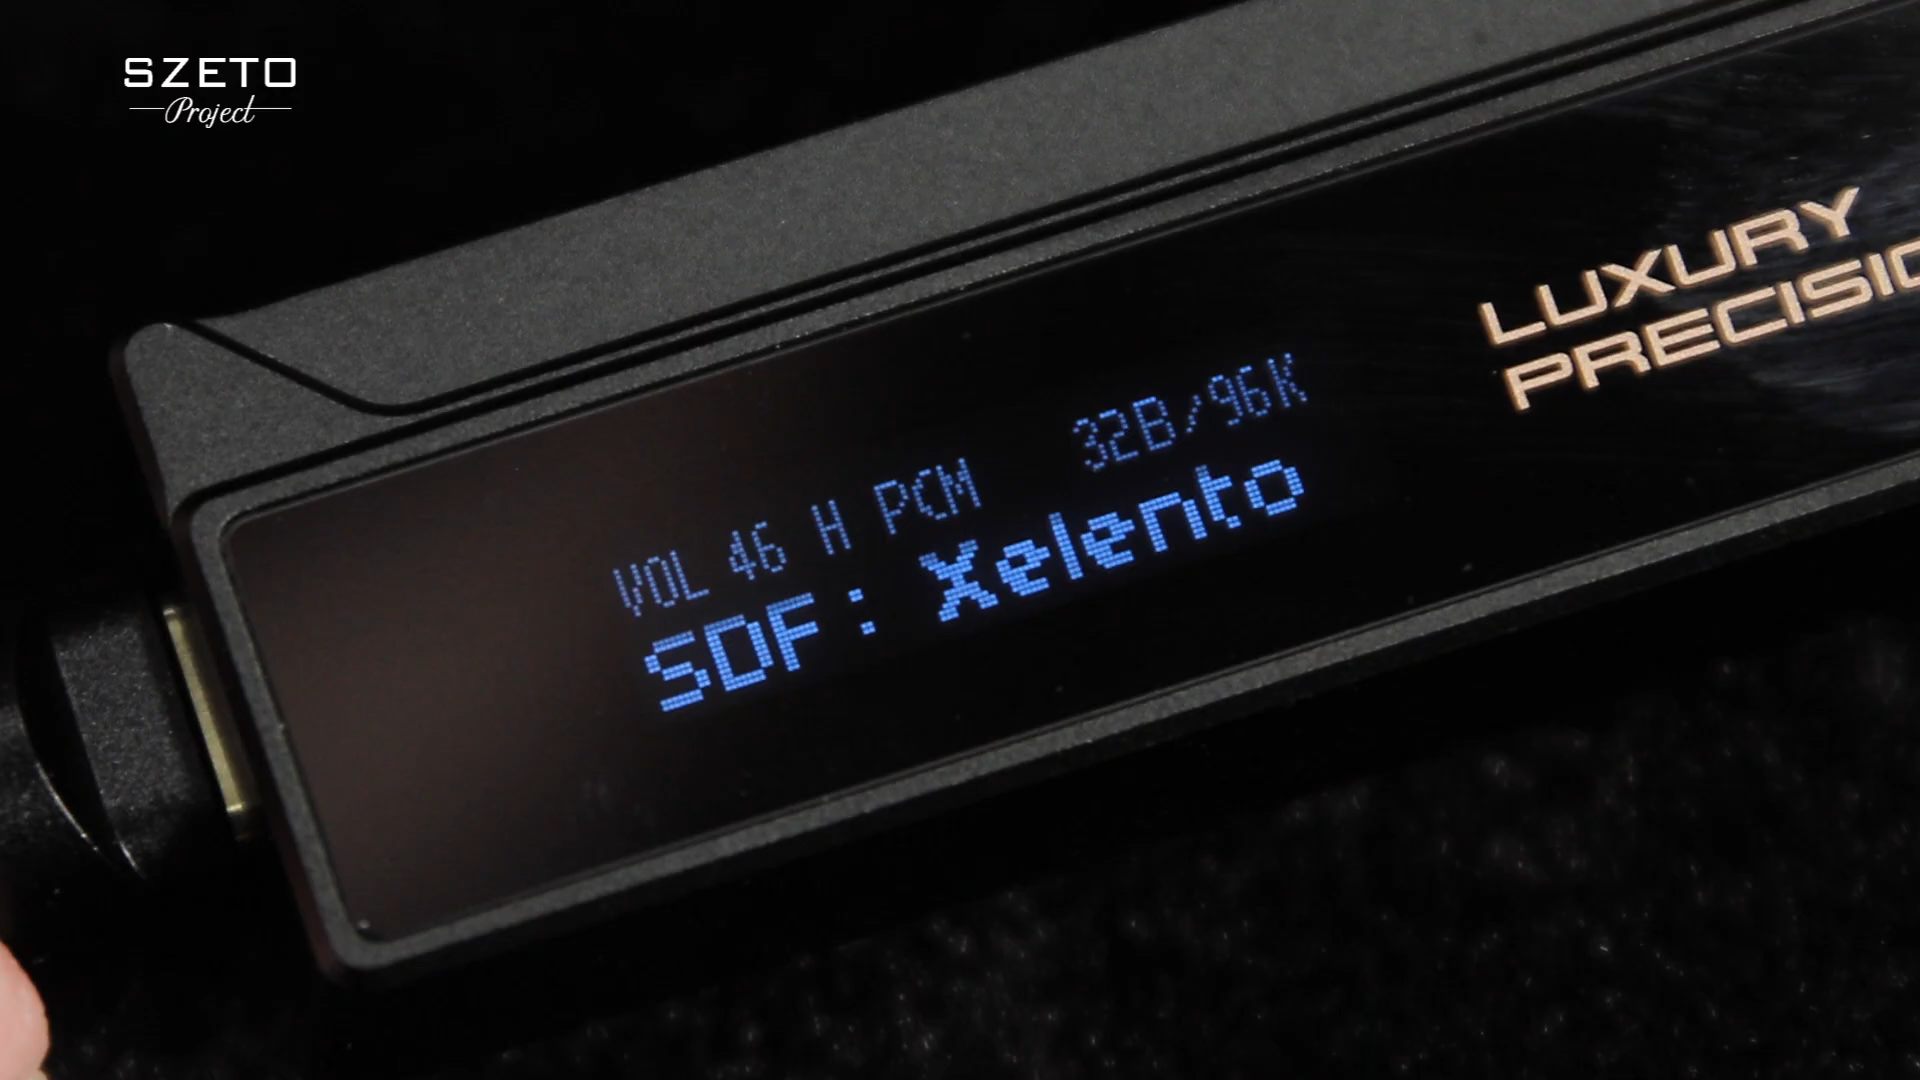 SZETO
Project
LUXURY
PRECISIO
VOL 46 H PCM 32B/96K
SDF: Xelento